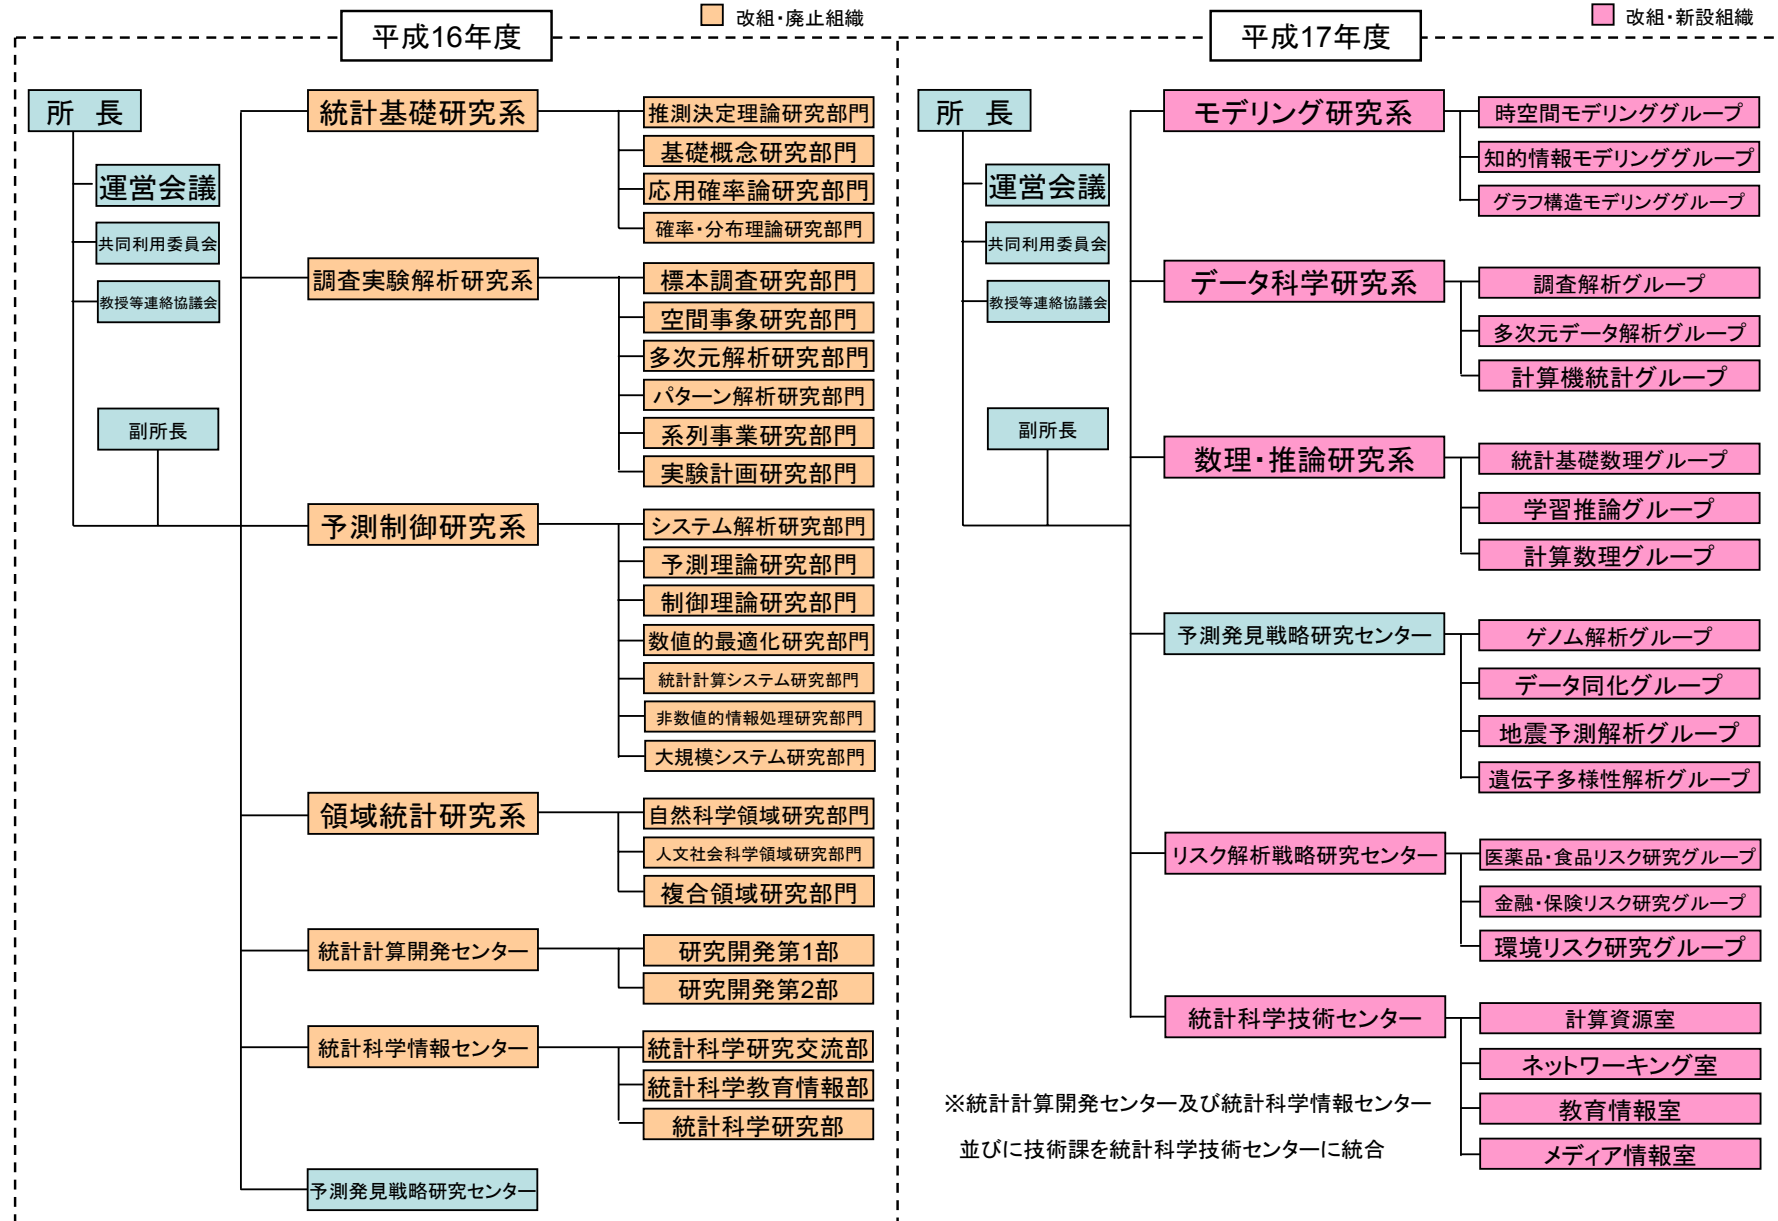 平成16年度
改組・廃止組織
所 長
運営会議
共同利用委員会
教授等連絡協議会
副所長
統計基礎研究系
推測決定理論研究部門
基礎概念研究部門
応用確率論研究部門
確率・分布理論研究部門
調査実験解析研究系
標本調査研究部門
空間事象研究部門
多次元解析研究部門
パターン解析研究部門
系列事業研究部門
実験計画研究部門
予測制御研究系
システム解析研究部門
予測理論研究部門
制御理論研究部門
数値的最適化研究部門
統計計算システム研究部門
非数値的情報処理研究部門
大規模システム研究部門
領域統計研究系
自然科学領域研究部門
人文社会科学領域研究部門
複合領域研究部門
統計計算開発センター
研究開発第1部
研究開発第2部
統計科学情報センター
統計科学研究交流部
統計科学教育情報部
統計科学研究部
予測発見戦略研究センター
平成17年度
改組・新設組織
所 長
運営会議
共同利用委員会
教授等連絡協議会
副所長
モデリング研究系
時空間モデリンググループ
知的情報モデリンググループ
グラフ構造モデリンググループ
データ科学研究系
調査解析グループ
多次元データ解析グループ
計算機統計グループ
数理・推論研究系
統計基礎数理グループ
学習推論グループ
計算数理グループ
予測発見戦略研究センター
ゲノム解析グループ
データ同化グループ
地震予測解析グループ
遺伝子多様性解析グループ
リスク解析戦略研究センター
医薬品・食品リスク研究グループ
金融・保険リスク研究グループ
環境リスク研究グループ
統計科学技術センター
計算資源室
ネットワーキング室
教育情報室
メディア情報室
※統計計算開発センター及び統計科学情報センター
並びに技術課を統計科学技術センターに統合